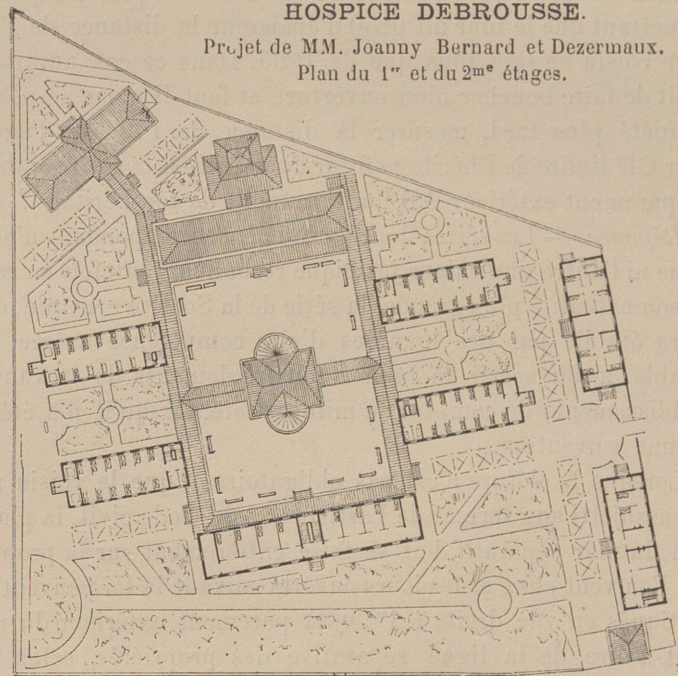 HOSPICE DEBROUSSE.
Projet de MM. Joanny Bernard et Dezermaux.
Plan du 1er et du 2me étages.